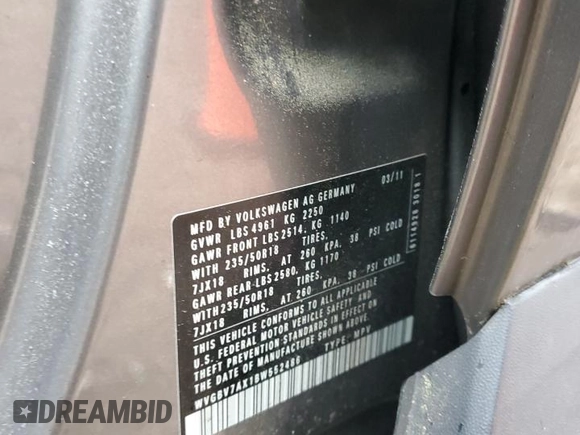 MFD BY VOLKSWAGEN AG GERMANY 03/11
GVWR LBS 4961 KG 2250
GAWR FRONT LBS 2514. KG 1140
WITH 235/50R18 TIRES.
7JX18 RIMS. AT 260 KPA. 38 PSI COLD
GAWR REAR-LBS 2580. KG 1170
WITH 235/50R18 TIRES.
7JX18 RIMS. AT 260 KPA. 38 PSI COLD
THIS VEHICLE CONFORMS TO ALL APPLICABLE
U.S. FEDERAL MOTOR VEHICLE SAFETY AND
THEFT PREVENTION STANDARDS IN EFFECT ON
THE DATE OF MANUFACTURE SHOWN ABOVE.
TYPE: MPV
DREAMBID